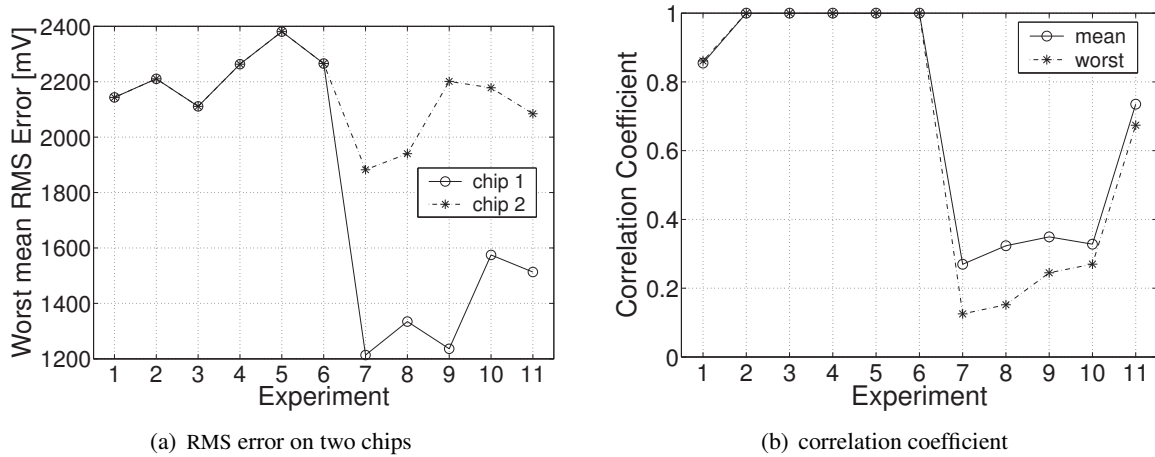 2400
2200
2000
1800
1600
1400
1200
Worst mean RMS Error [mV]
chip 1
chip 2
1 2 3 4 5 6 7 8 9 10 11
Experiment
(a) RMS error on two chips
1
0.8
0.6
0.4
0.2
0
Correlation Coefficient
mean
worst
1 2 3 4 5 6 7 8 9 10 11
Experiment
(b) correlation coefficient